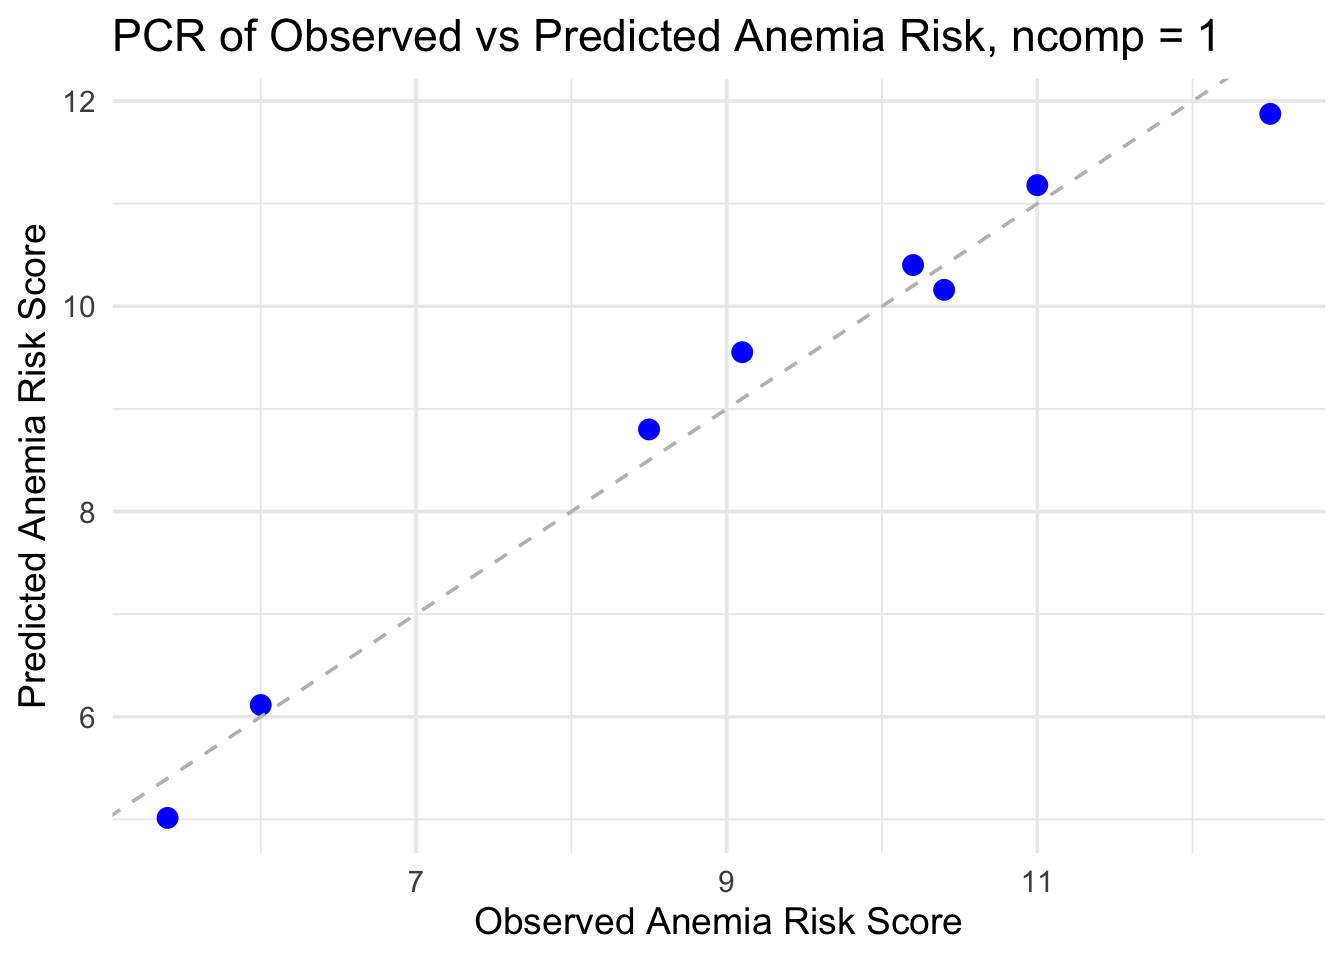 PCR of Observed vs Predicted Anemia Risk, ncomp = 1
Predicted Anemia Risk Score
12
10
8
6
7
9
11
Observed Anemia Risk Score